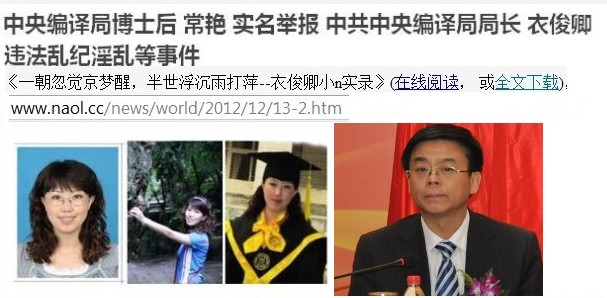 中央编译局博士后 常艳 实名举报 中共中央编译局局长 衣俊卿
违法乱纪淫乱等事件
《一朝忽觉京梦醒，半世浮沉雨打萍--衣俊卿小n实录》(在线阅读， 或全文下载)，
www.naol.cc/news/world/2012/12/13-2.htm